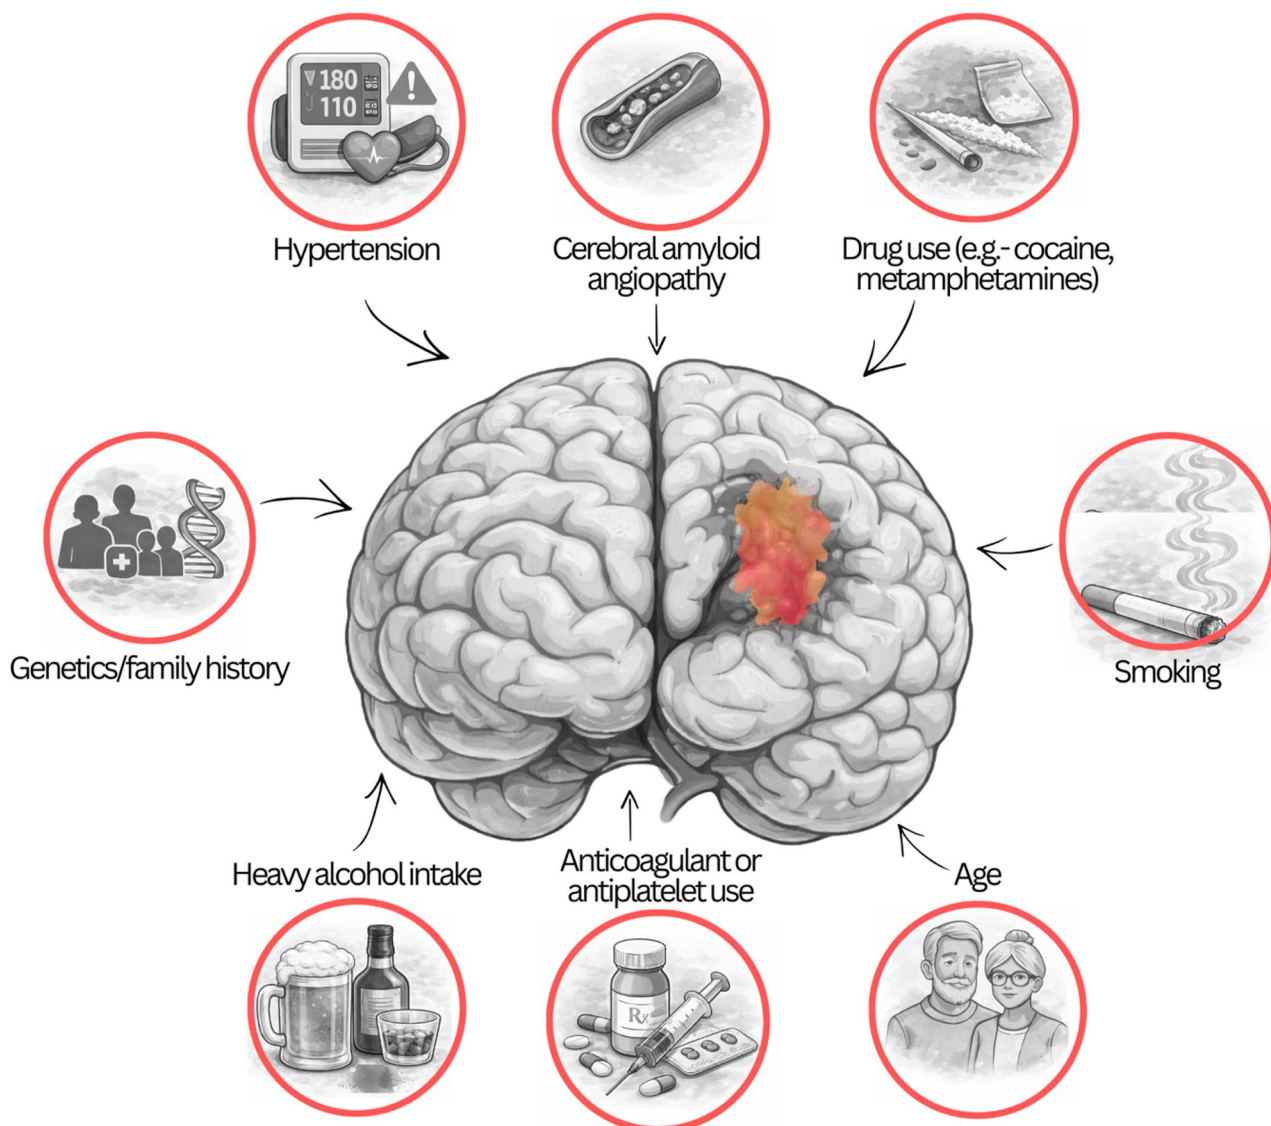 180
110
Hypertension
Cerebral amyloid
angiopathy
Drug use (e.g.- cocaine,
metamphetamines)
Genetics/family history
Smoking
Heavy alcohol intake
Anticoagulant or
antiplatelet use
Age
Rx